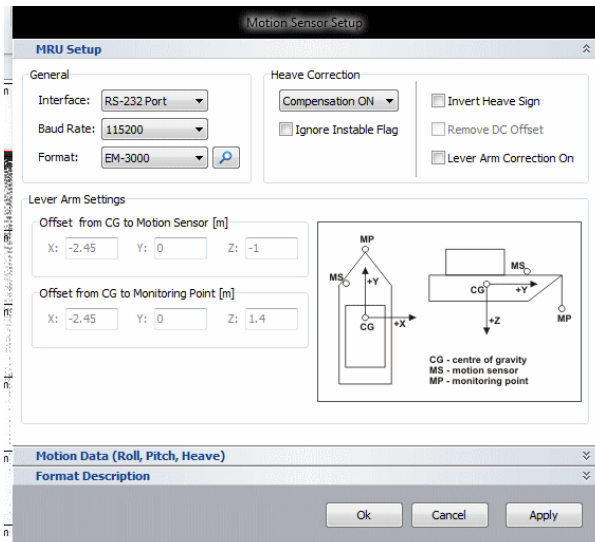 Motion Sensor Setup
MRU Setup
General
Interface: RS-232 Port
Baud Rate: 115200
Format: EM-3000
Heave Correction
Compensation ON
Ignore Instable Flag
Invert Heave Sign
Remove DC Offset
Lever Arm Correction On
Lever Arm Settings
Offset from CG to Motion Sensor [m]
X: -2.45 Y: 0 Z: -1
Offset from CG to Monitoring Point [m]
X: -2.45 Y: 0 Z: 1.4
MP
MS
+Y
CG
+X
MS
CG
+Y
+Z
MP
CG - centre of gravity
MS - motion sensor
MP - monitoring point
Motion Data (Roll, Pitch, Heave)
Format Description
Ok Cancel Apply